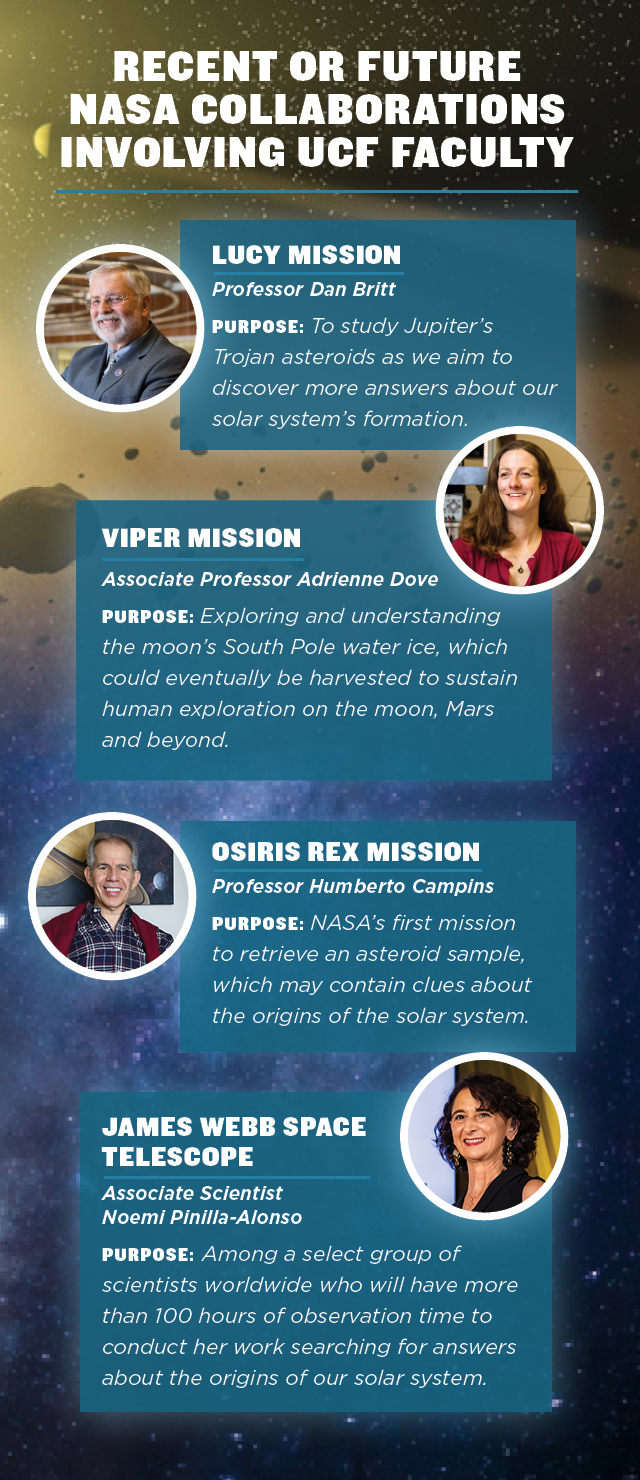 RECENT OR FUTURE
NASA COLLABORATIONS
INVOLVING UCF FACULTY
LUCY MISSION
Professor Dan Britt
PURPOSE: To study Jupiter's
Trojan asteroids as we aim to
discover more answers about our
solar system's formation.
VIPER MISSION
Associate Professor Adrienne Dove
PURPOSE: Exploring and understanding
the moon's South Pole water ice, which
could eventually be harvested to sustain
human exploration on the moon, Mars
and beyond.
OSIRIS REX MISSION
Professor Humberto Campins
PURPOSE: NASA's first mission
to retrieve an asteroid sample,
which may contain clues about
the origins of the solar system.
JAMES WEBB SPACE
TELESCOPE
Associate Scientist
Noemi Pinilla-Alonso
PURPOSE: Among a select group of
scientists worldwide who will have more
than 100 hours of observation time to
conduct her work searching for answers
about the origins of our solar system.